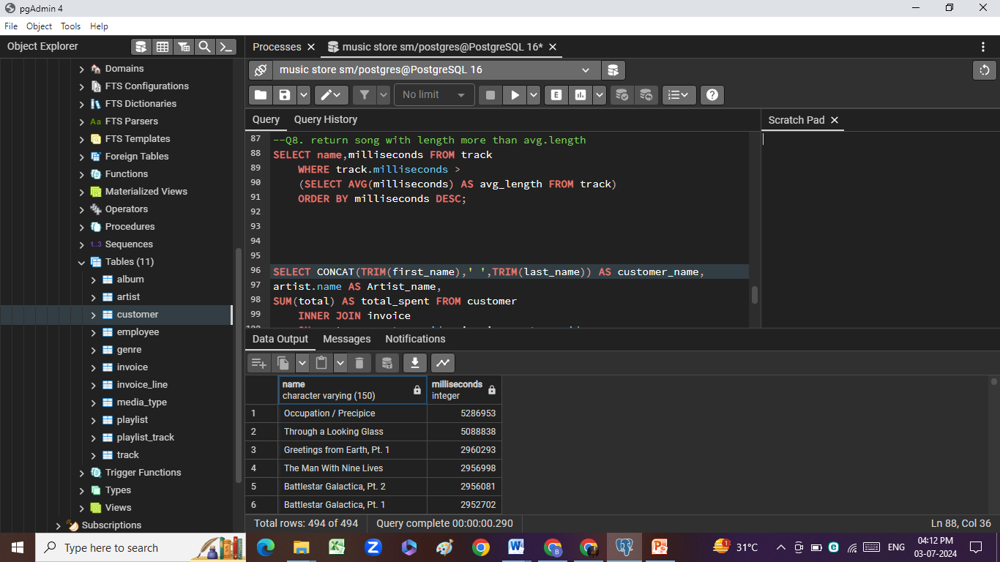 pgAdmin 4
File Object Tools Help
Object Explorer
Domains
FTS Configurations
FTS Dictionaries
Aa FTS Parsers
FTS Templates
Foreign Tables
Functions
Materialized Views
Operators
Procedures
1..3 Sequences
Tables (11)
album
artist
customer
employee
genre
invoice
invoice_line
media_type
playlist
playlist_track
track
Trigger Functions
Types
Views
Subscriptions
Processes music store sm/postgres@PostgreSQL 16*
music store sm/postgres@PostgreSQL 16
No limit
E
Query Query History
Scratch Pad
87 --Q8. return song with length more than avg.length
88 SELECT name,milliseconds FROM track
89 WHERE track.milliseconds >
90 (SELECT AVG(milliseconds) AS avg_length FROM track)
91 ORDER BY milliseconds DESC;
92
93
94
95
96 SELECT CONCAT(TRIM(first_name),' ',TRIM(last_name)) AS customer_name,
97 artist.name AS Artist_name,
98 SUM(total) AS total_spent FROM customer
99 INNER JOIN invoice
Data Output Messages Notifications
name milliseconds
character varying (150) integer
1 Occupation / Precipice 5286953
2 Through a Looking Glass 5088838
3 Greetings from Earth, Pt. 1 2960293
4 The Man With Nine Lives 2956998
5 Battlestar Galactica, Pt. 2 2956081
6 Battlestar Galactica, Pt. 1 2952702
Total rows: 494 of 494 Query complete 00:00:00.290 Ln 88, Col 36
Type here to search
31°C ENG 04:12 PM
03-07-2024